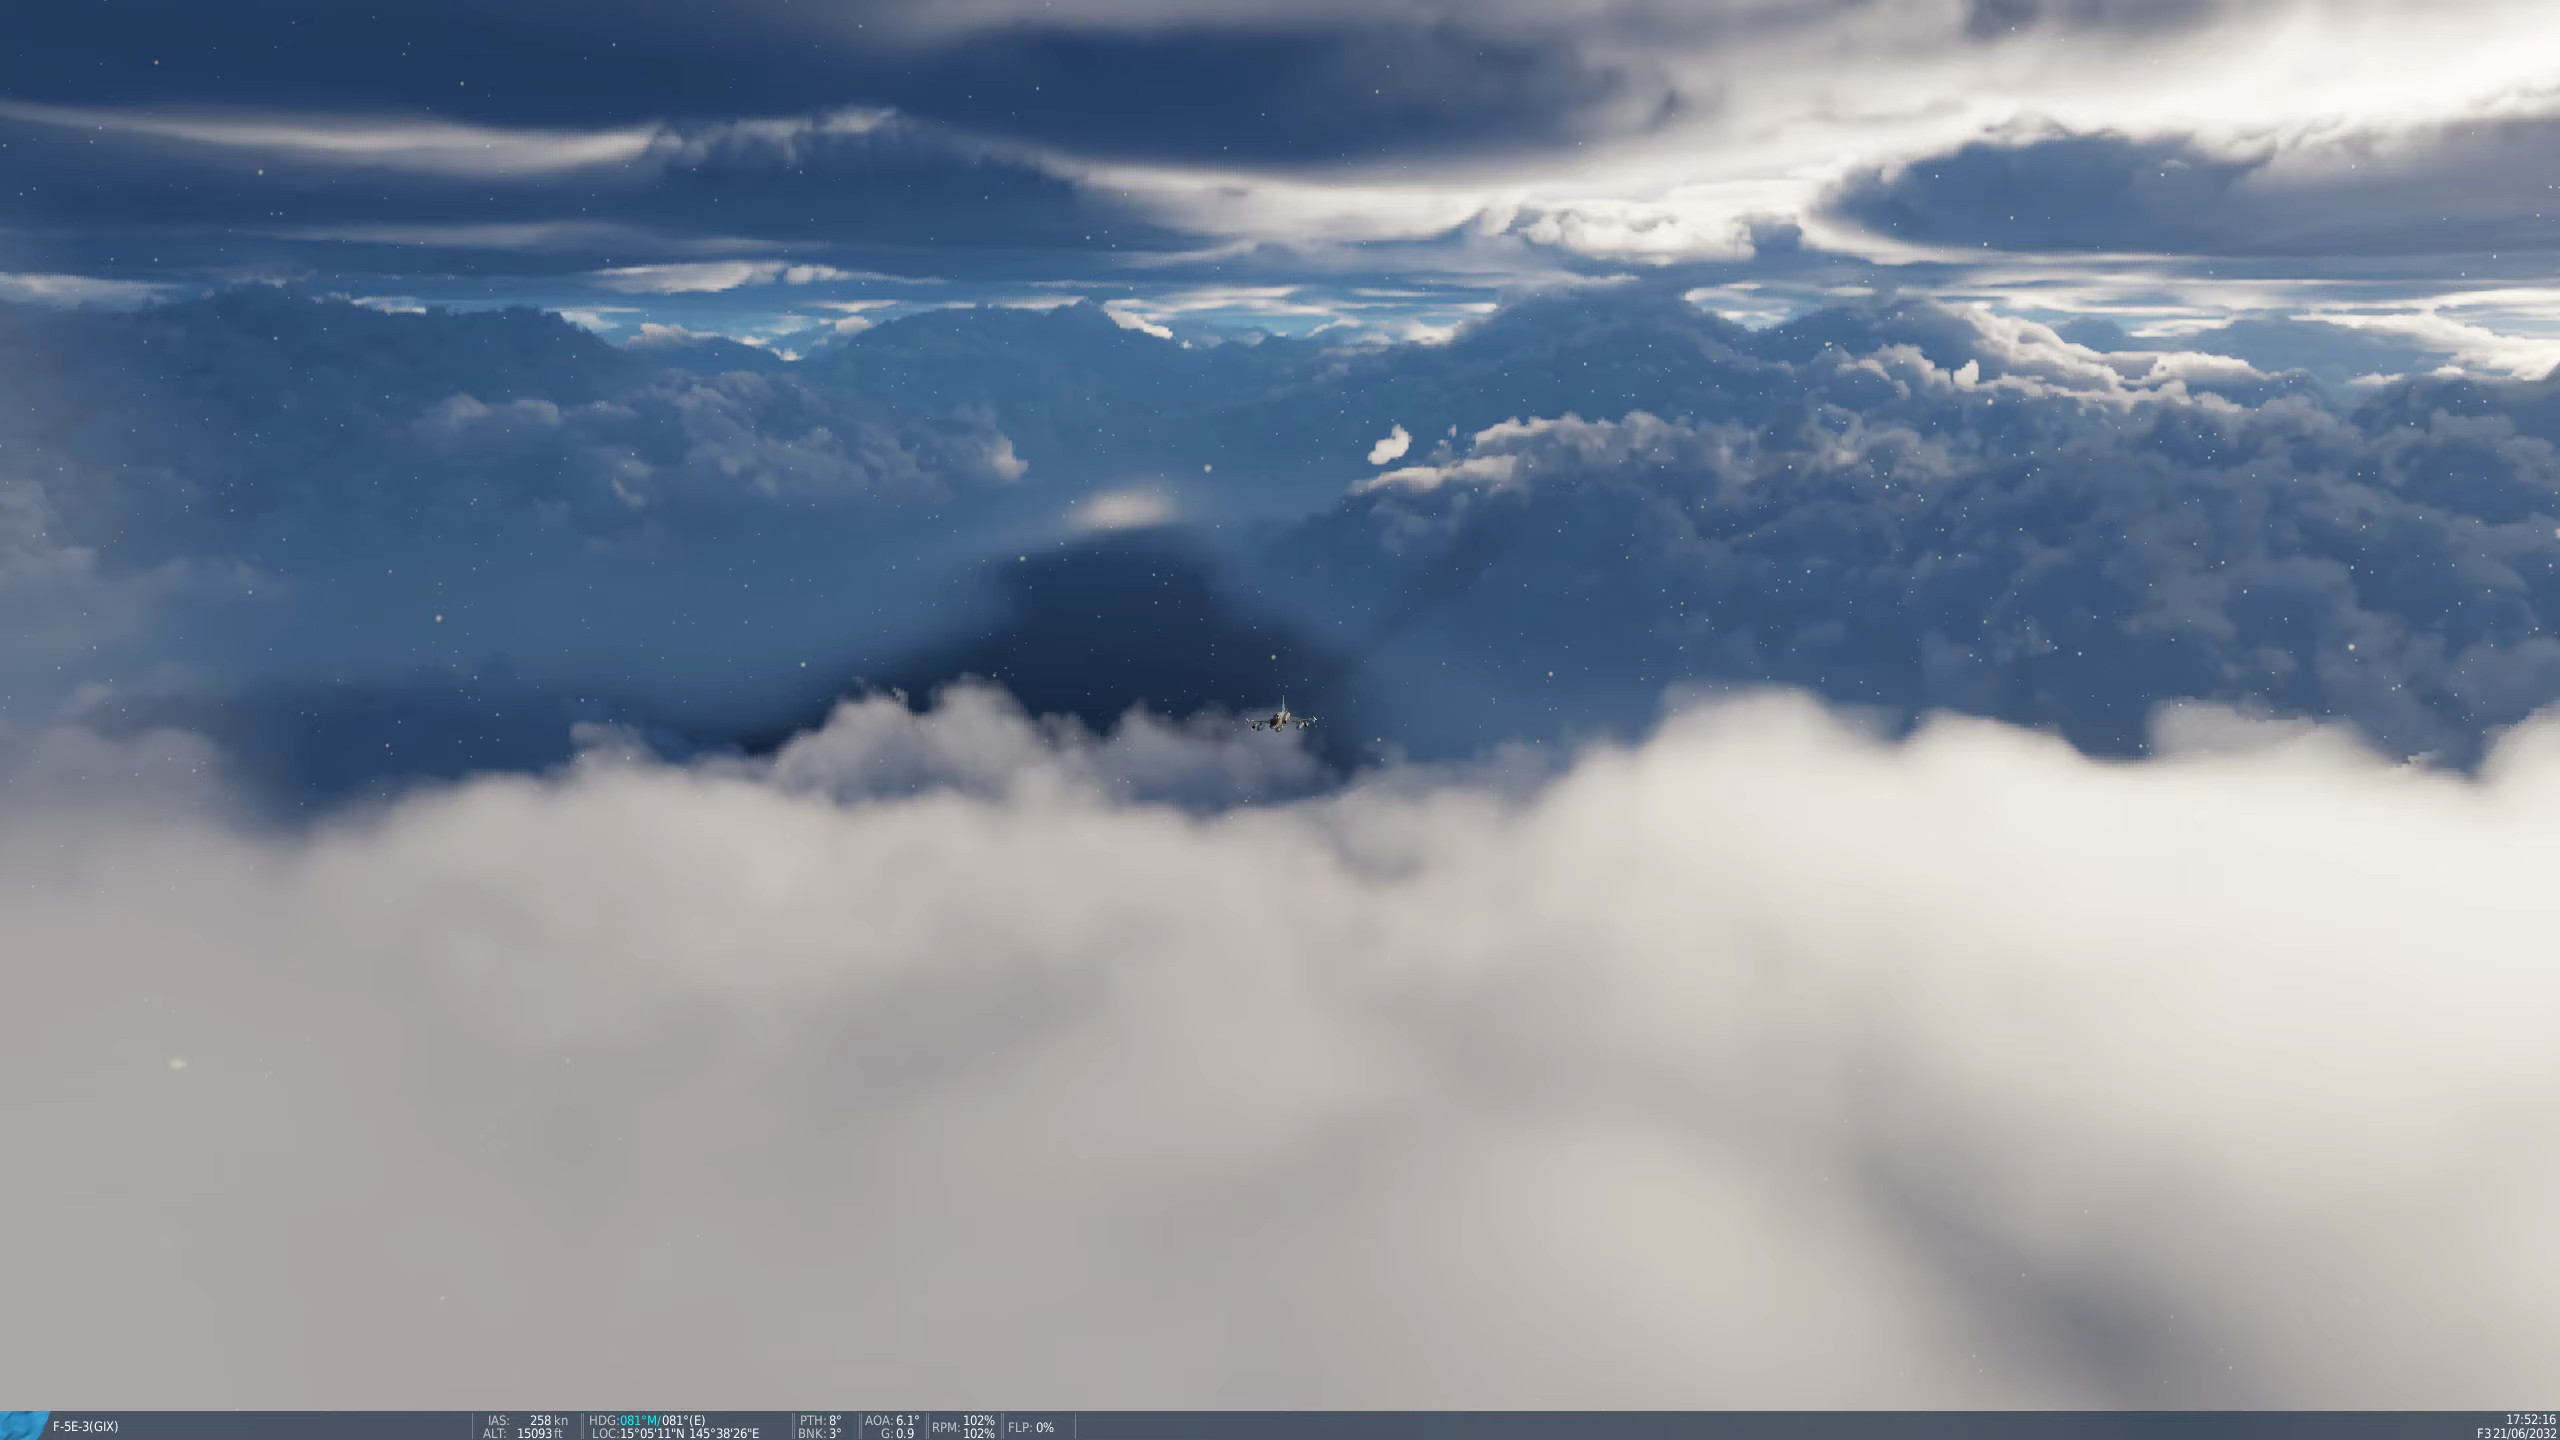 F-5E-3(GIX)
IAS: 258 kn
ALT: 15093 ft
HDG:081°M/081°(E)
LOC:15°05'11"N 145°38'26"E
PTH: 8°
BNK: 3°
AOA: 6.1°
G: 0.9
RPM: 102%
102%
FLP: 0%
17:52:16
F3 21/06/2032